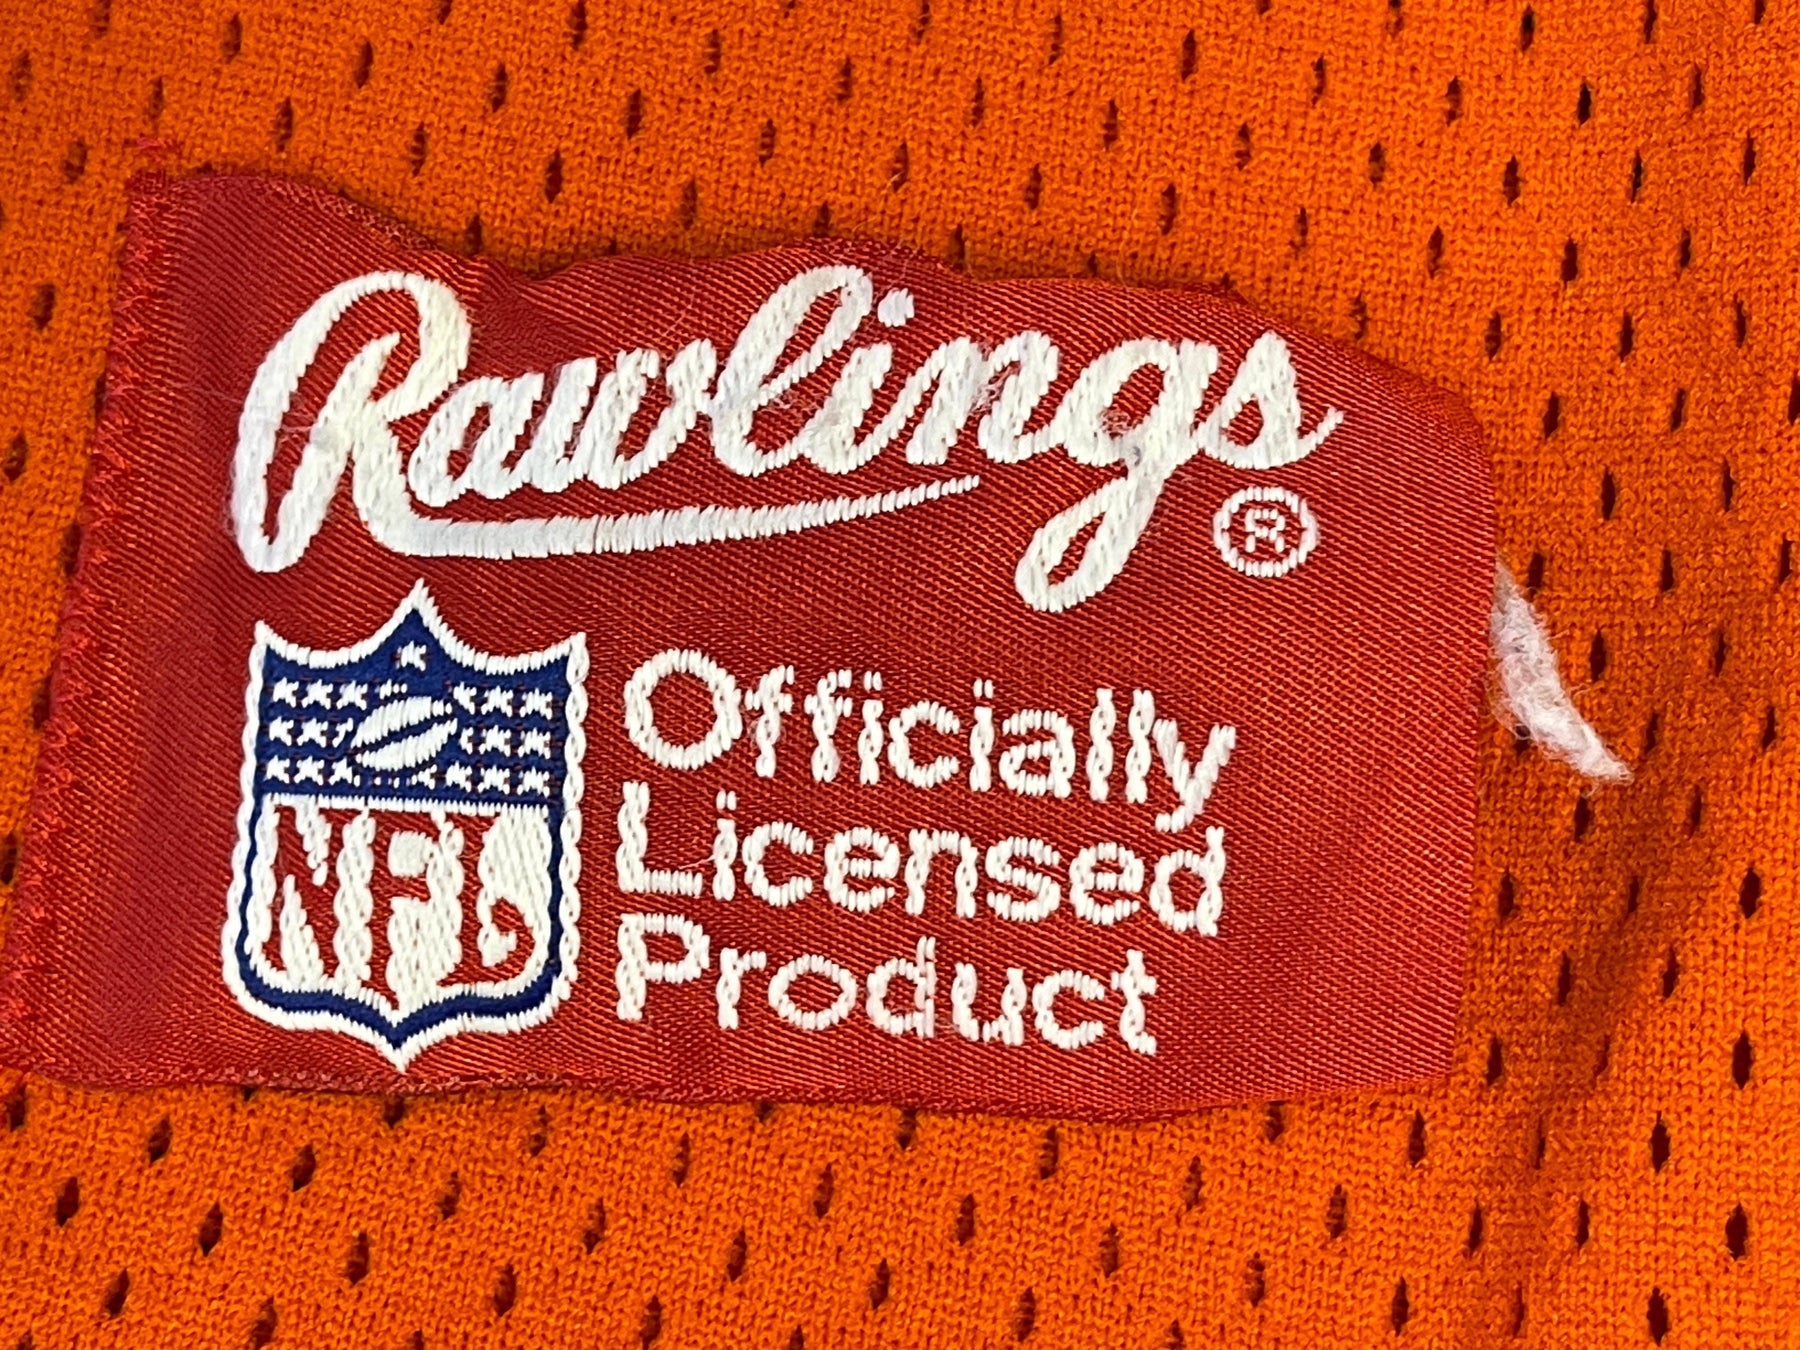 Rawlings
®
NFL
Officially
Licensed
Product